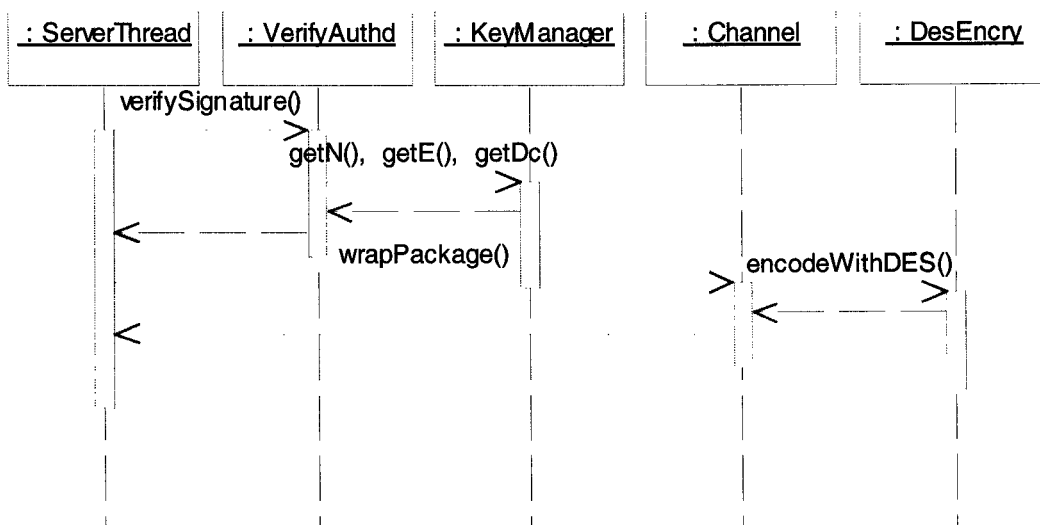 : ServerThread
: VerifyAuthd
: KeyManager
: Channel
: DesEncry
verifySignature()
getN(), getE(), getDc()
wrapPackage()
encodeWithDES()